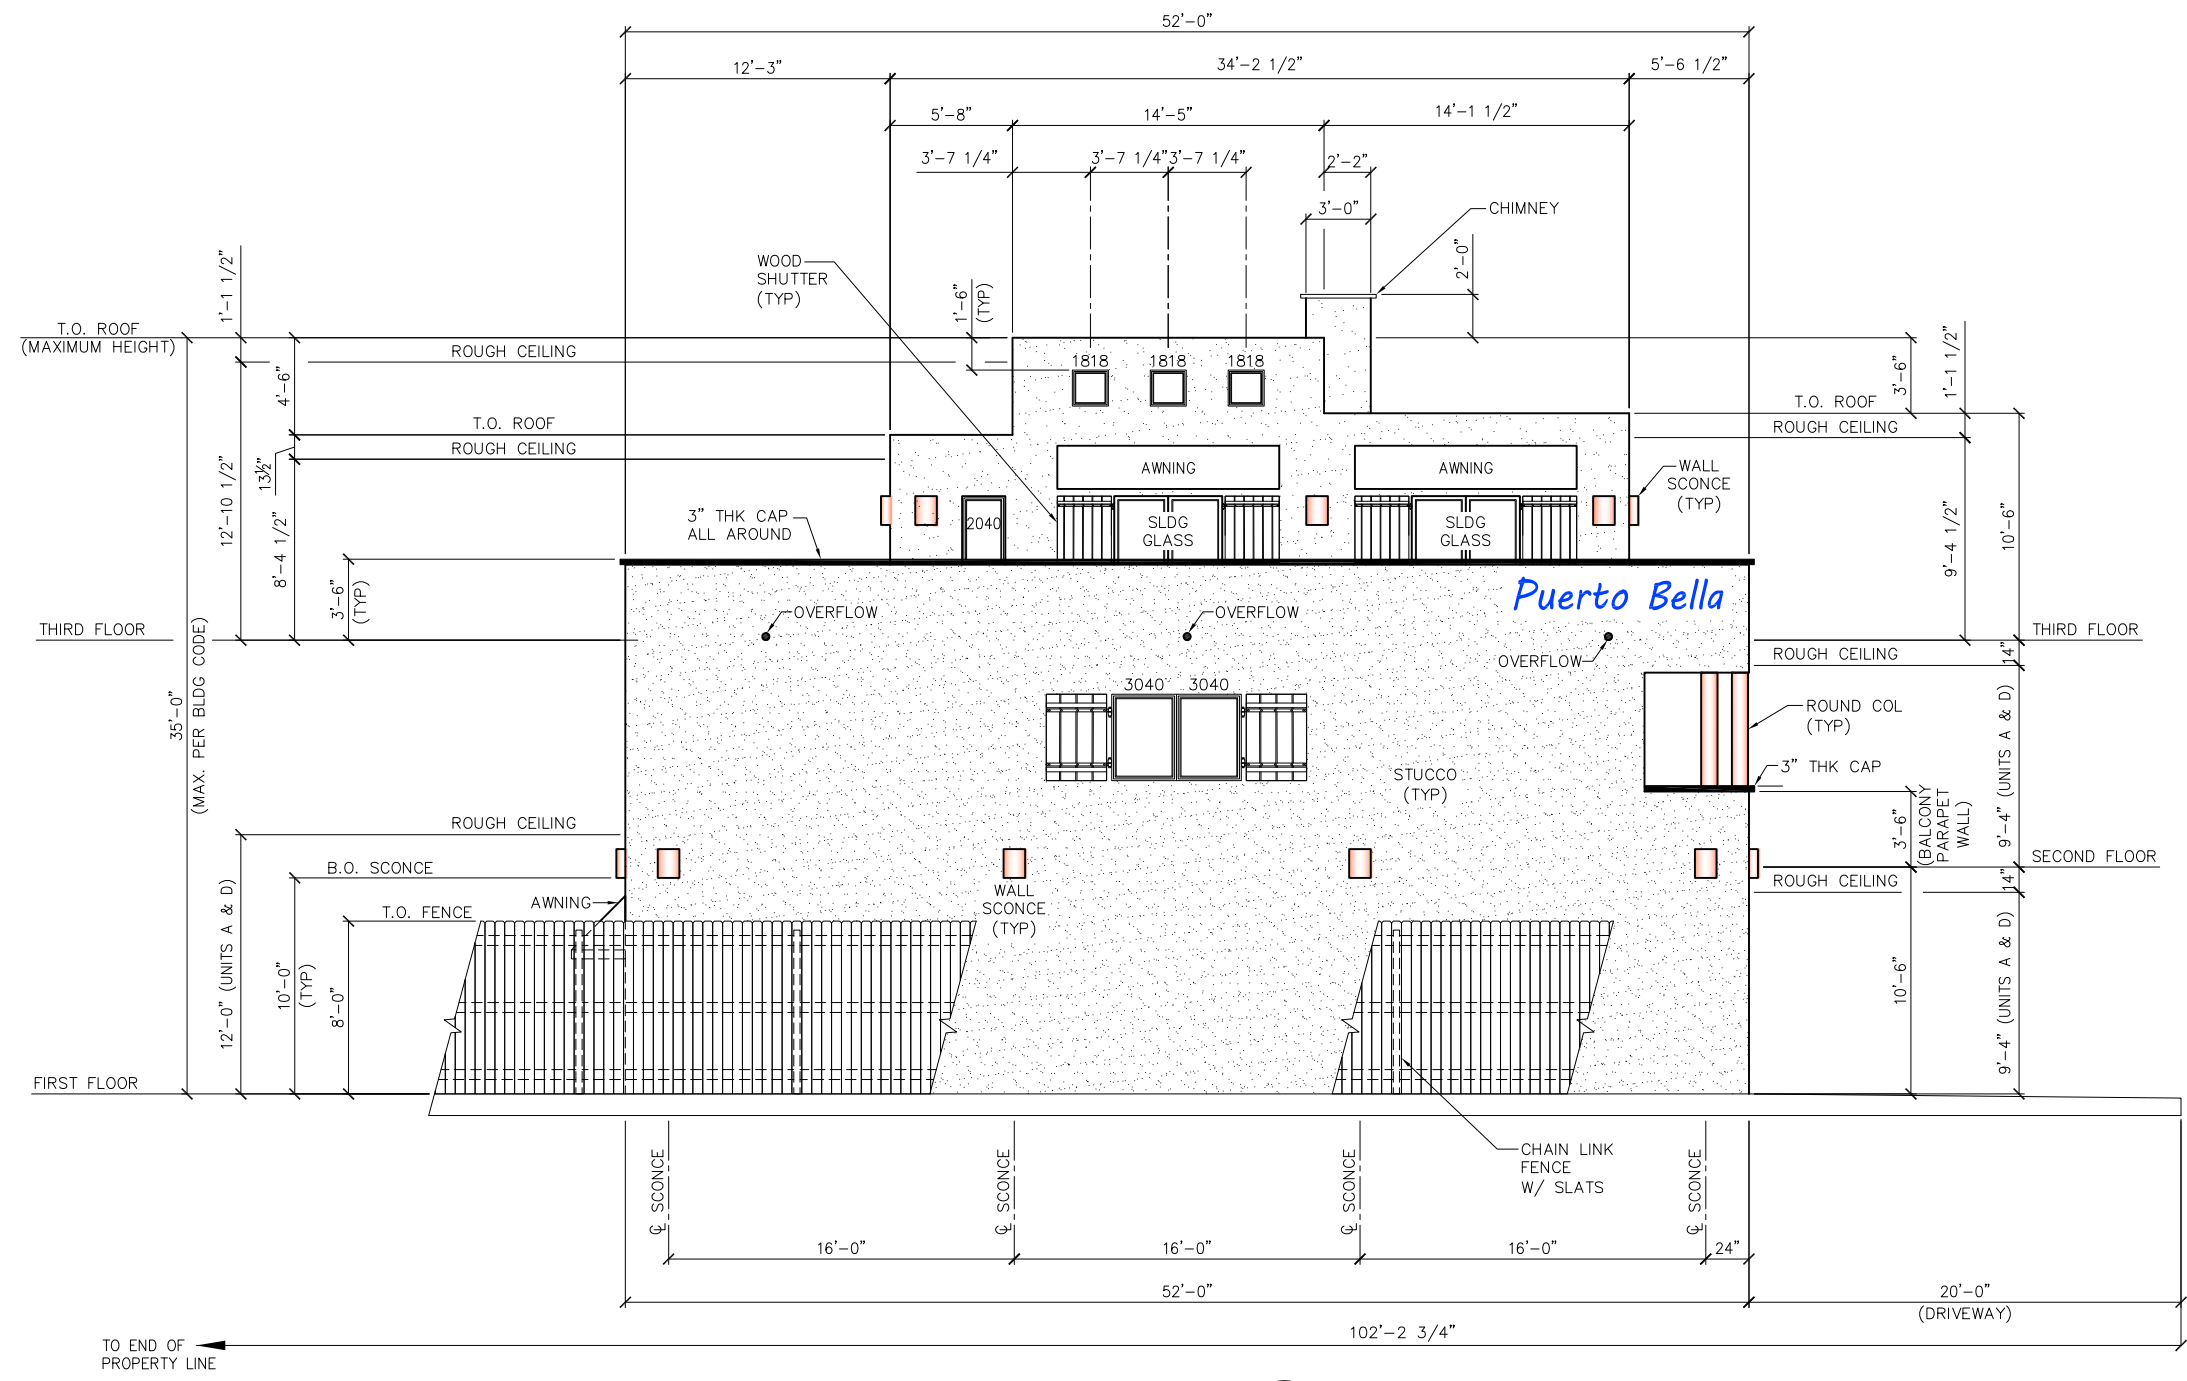 52'-0"
12'-3"
34'-2 1/2"
5'-6 1/2"
5'-8"
14'-5"
14'-1 1/2"
3'-7 1/4"
3'-7 1/4"
3'-7 1/4"
2'-2"
3'-0"
CHIMNEY
2'-0"
WOOD
SHUTTER
(TYP)
1'-6"
(TYP)
1'-1 1/2"
T.O. ROOF
(MAXIMUM HEIGHT)
ROUGH CEILING
4'-6"
1818
1818
1818
3'-6"
1'-1 1/2"
T.O. ROOF
ROUGH CEILING
T.O. ROOF
ROUGH CEILING
13½"
12'-10 1/2"
8'-4 1/2"
AWNING
AWNING
WALL
SCONCE
(TYP)
2040
SLDG
GLASS
SLDG
GLASS
3" THK CAP
ALL AROUND
9'-4 1/2"
10'-6"
3'-6"
(TYP)
Puerto Bella
OVERFLOW
OVERFLOW
OVERFLOW
THIRD FLOOR
THIRD FLOOR
ROUGH CEILING
14"
35'-0"
(MAX. PER BLDG CODE)
3040
3040
ROUND COL
(TYP)
STUCCO
(TYP)
3" THK CAP
9'-4" (UNITS A & D)
3'-6"
(BALCONY
PARAPET
WALL)
ROUGH CEILING
SECOND FLOOR
B.O. SCONCE
ROUGH CEILING
14"
WALL
SCONCE
(TYP)
AWNING
T.O. FENCE
12'-0" (UNITS A & D)
10'-0"
(TYP)
8'-0"
10'-6"
9'-4" (UNITS A & D)
FIRST FLOOR
CHAIN LINK
FENCE
W/ SLATS
℄ SCONCE
℄ SCONCE
℄ SCONCE
℄ SCONCE
16'-0"
16'-0"
16'-0"
24"
52'-0"
20'-0"
(DRIVEWAY)
102'-2 3/4"
TO END OF
PROPERTY LINE